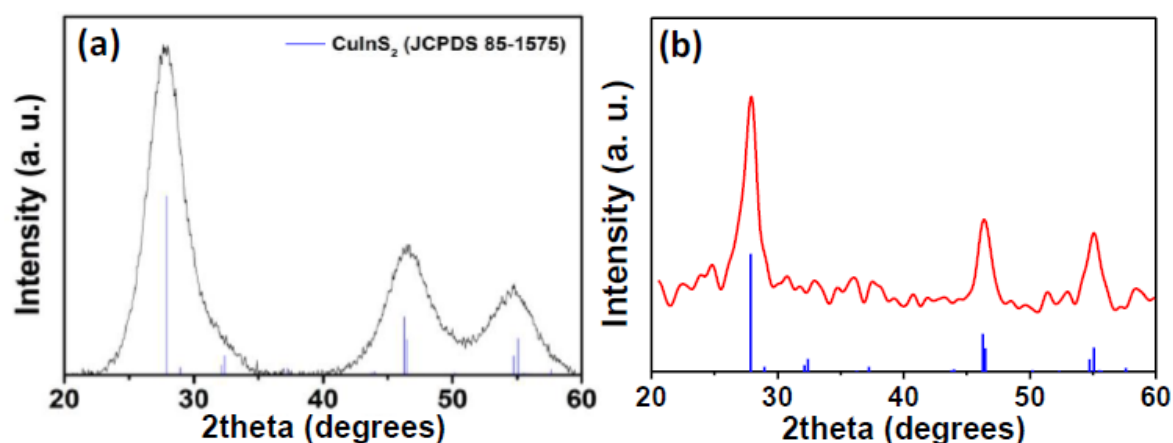 (a)
CuInS₂ (JCPDS 85-1575)
Intensity (a. u.)
20 30 40 50 60
2theta (degrees)
(b)
Intensity (a. u.)
20 30 40 50 60
2theta (degrees)